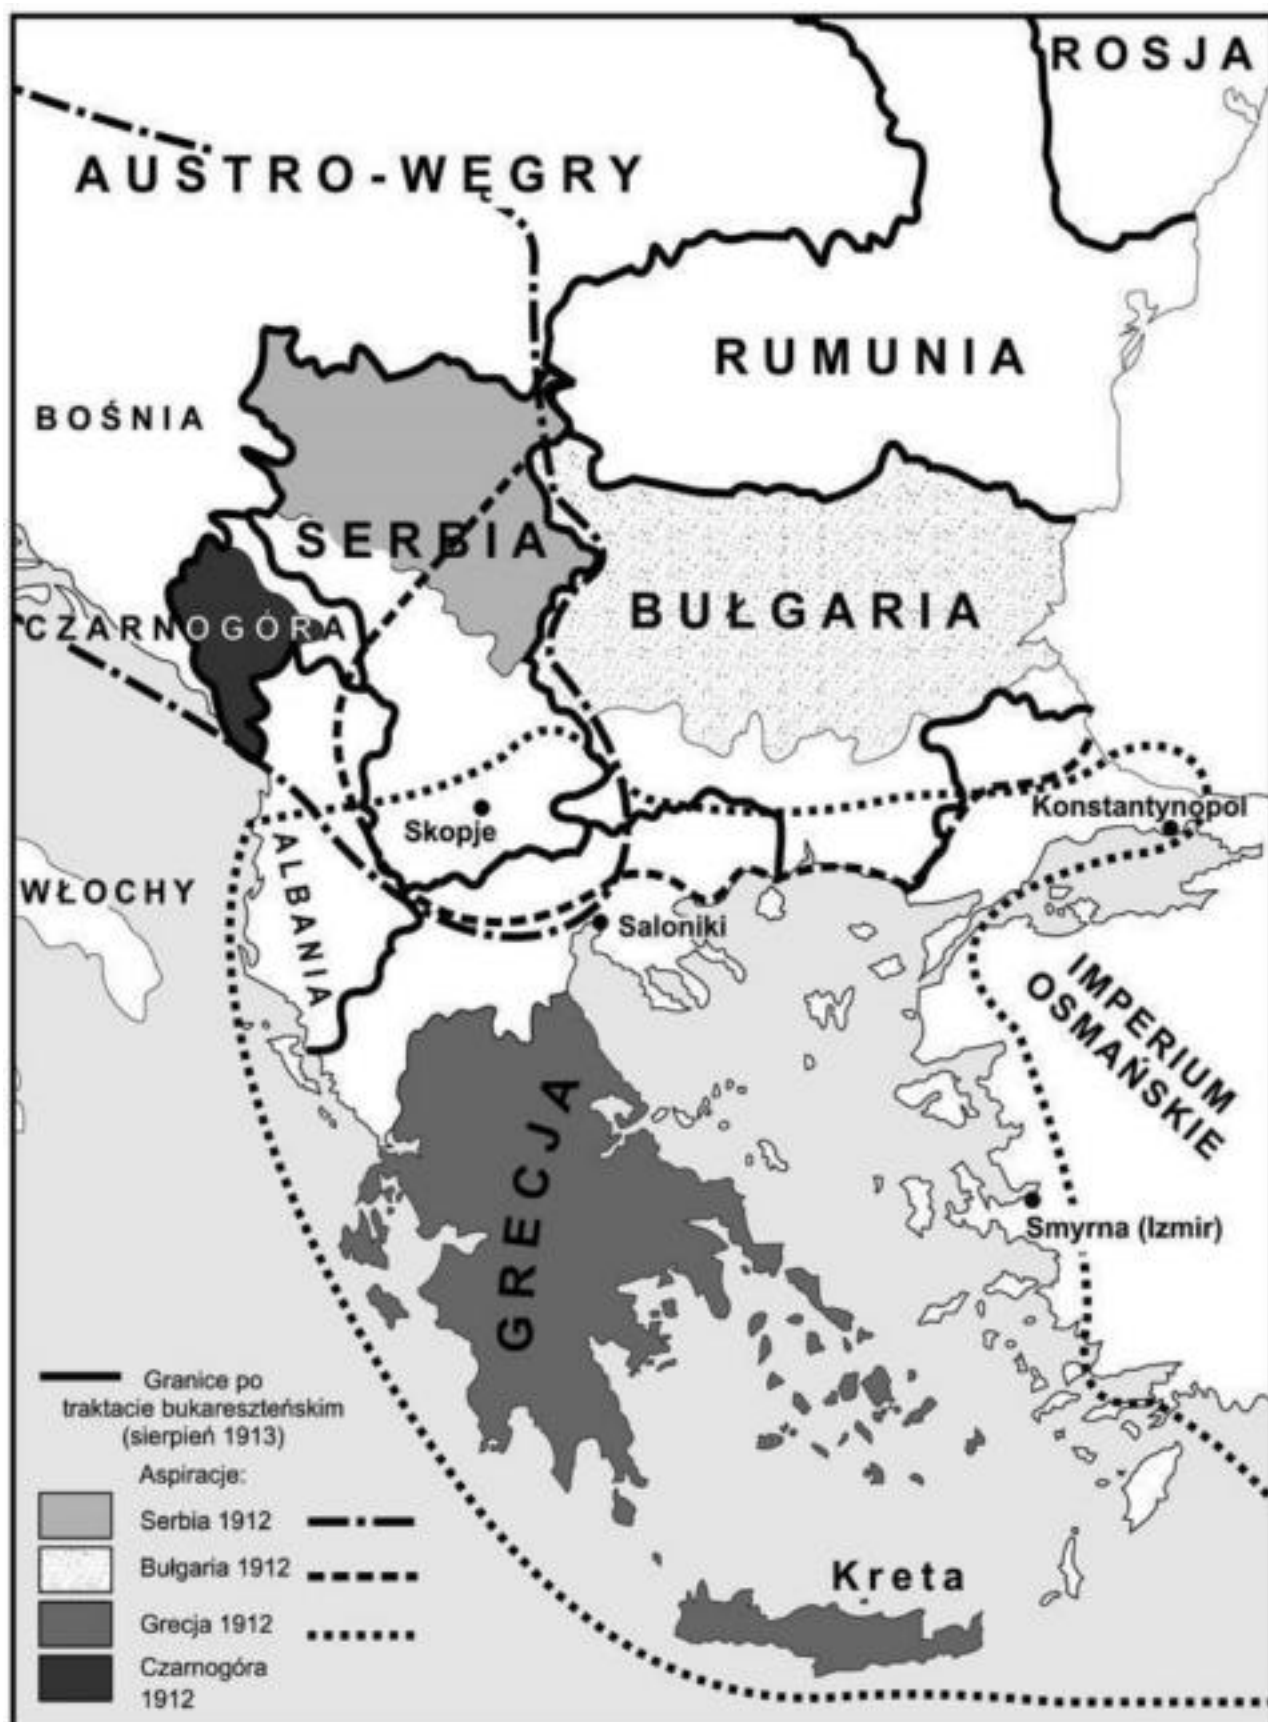 ROSJA
AUSTRO-WĘGRY
RUMUNIA
BOŚNIA
SERBIA
BUŁGARIA
CZARNOGÓRA
Konstantynopol
Skopje
ALBANIA
WŁOCHY
Saloniki
IMPERIUM
OSMAŃSKIE
GRECJA
Smyrna (Izmir)
Kreta
Granice po
traktacie bukareszteńskim
(sierpień 1913)
Aspiracje:
Serbia 1912
Bułgaria 1912
Grecja 1912
Czarnogóra
1912